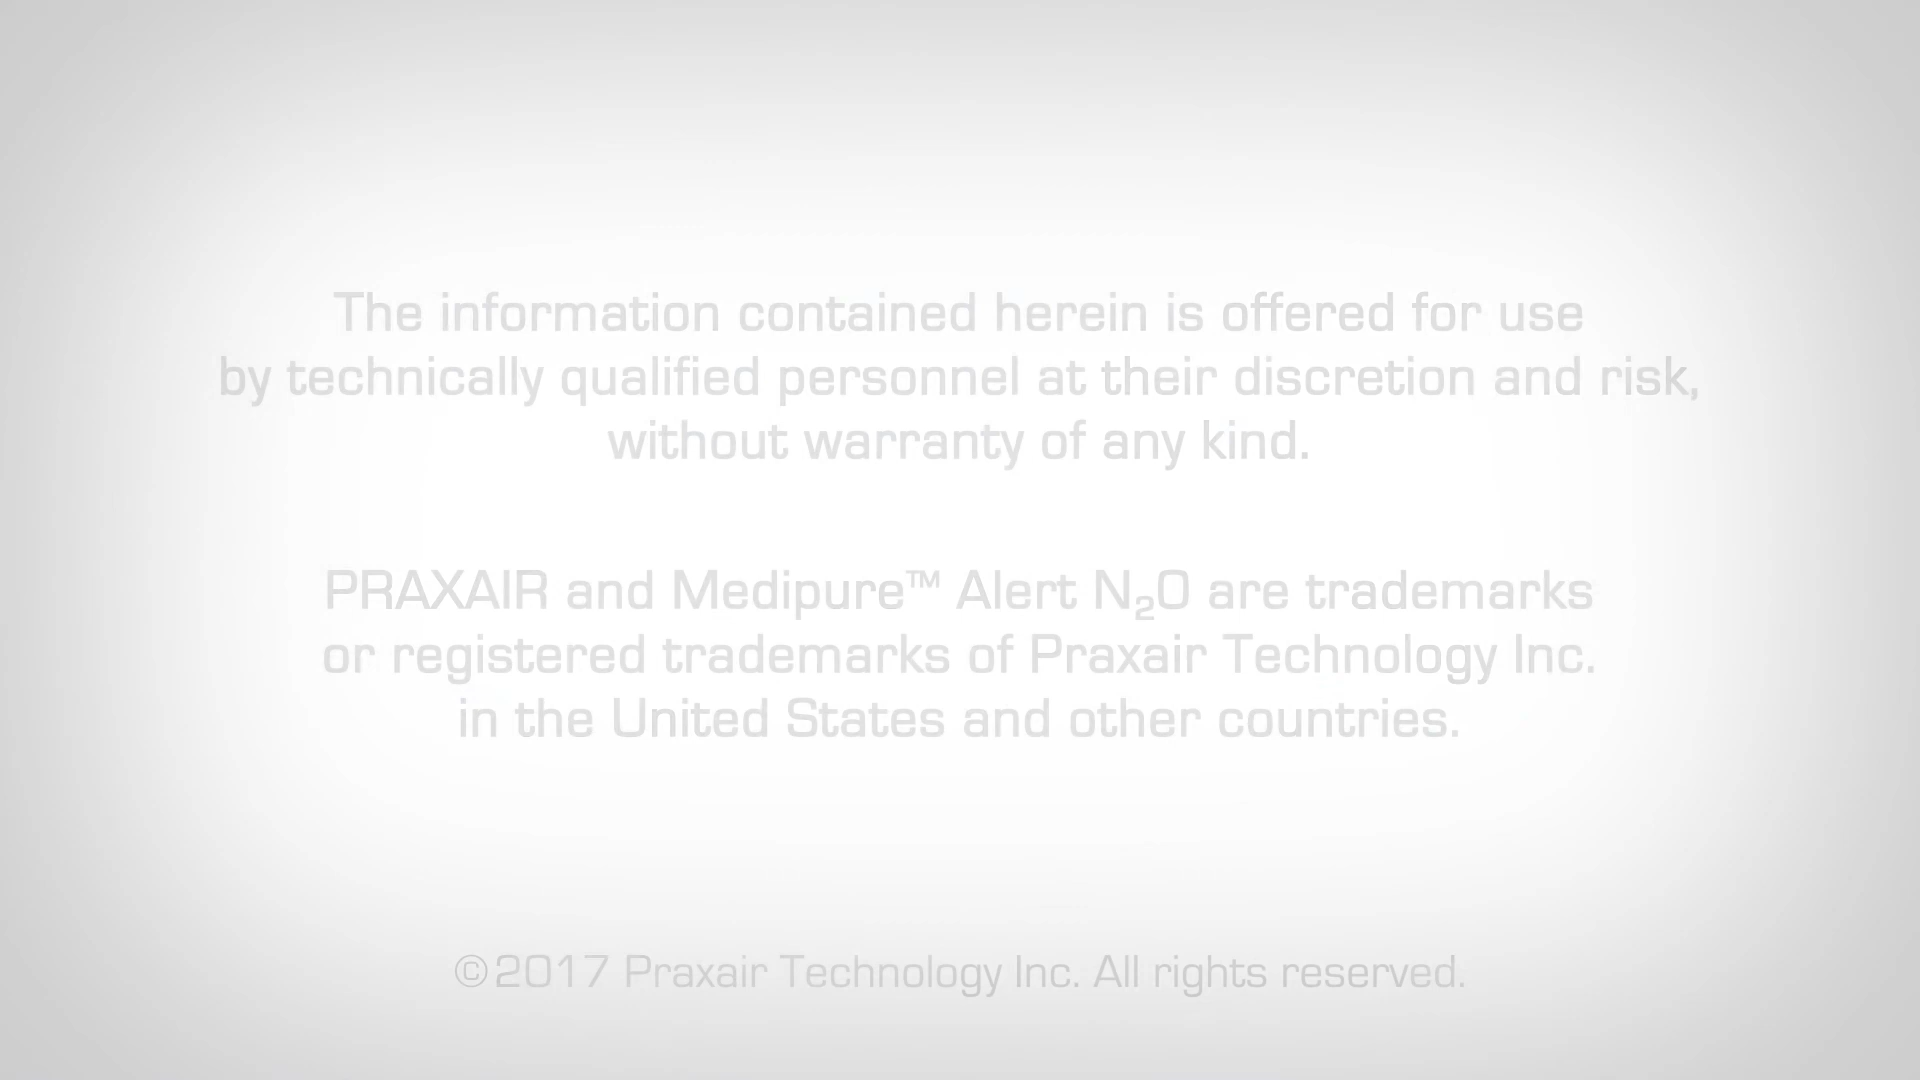 The information contained herein is offered for use
by technically qualified personnel at their discretion and risk,
without warranty of any kind.
PRAXAIR and Medipure™ Alert N₂O are trademarks
or registered trademarks of Praxair Technology Inc.
in the United States and other countries.
©2017 Praxair Technology Inc. All rights reserved.